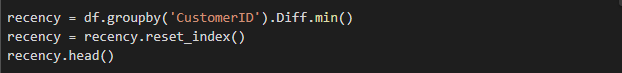 recency = df.groupby('CustomerID').Diff.min()
recency = recency.reset_index()
recency.head()